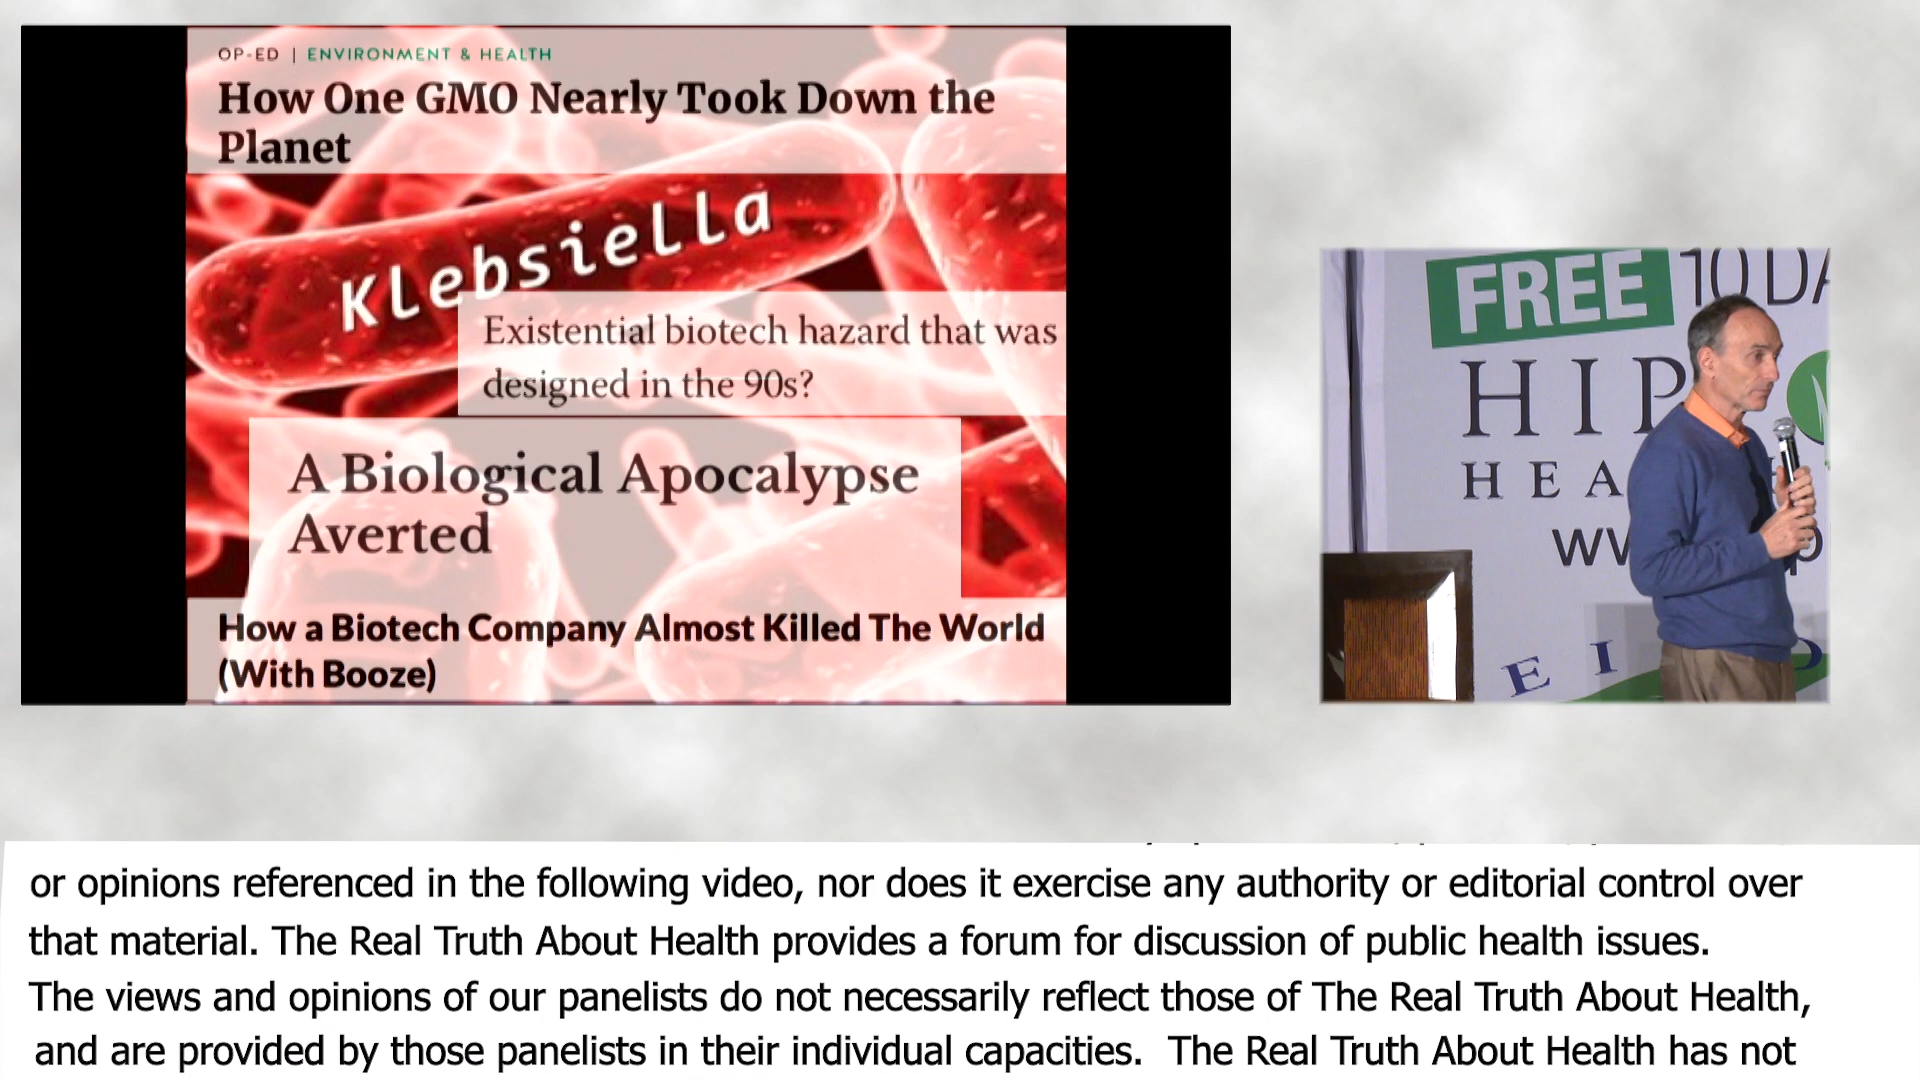 OP-ED | ENVIRONMENT & HEALTH
How One GMO Nearly Took Down the
Planet
Klebsiella
Existential biotech hazard that was
designed in the 90s?
A Biological Apocalypse
Averted
How a Biotech Company Almost Killed The World
(With Booze)
FREE 10 DA
HIP
HEA
E I
or opinions referenced in the following video, nor does it exercise any authority or editorial control over
that material. The Real Truth About Health provides a forum for discussion of public health issues.
The views and opinions of our panelists do not necessarily reflect those of The Real Truth About Health,
and are provided by those panelists in their individual capacities. The Real Truth About Health has not